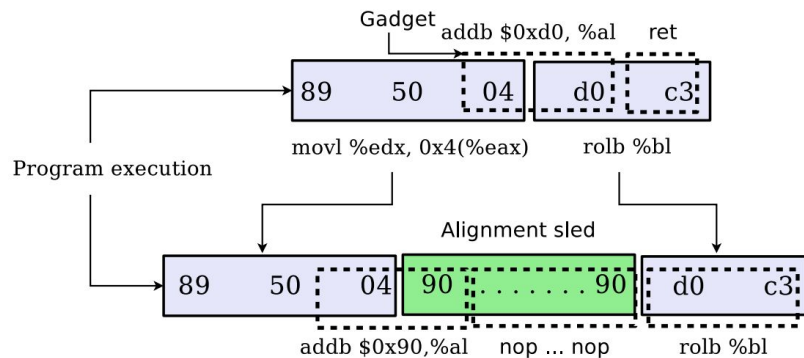 Gadget
addb $0xd0, %al
ret
89 50 04 d0 c3
movl %edx, 0x4(%eax)
rolb %bl
Program execution
Alignment sled
89 50 04 90 . . . . . . . 90 d0 c3
addb $0x90,%al
nop ... nop
rolb %bl